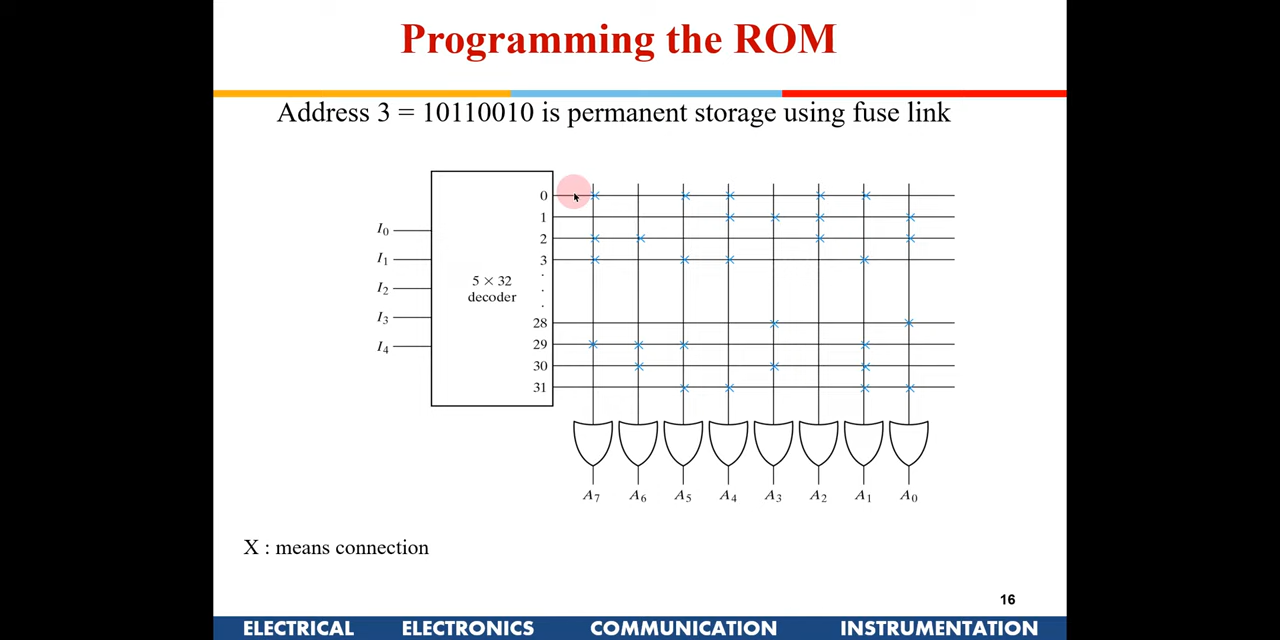 Programming the ROM
Address 3 = 10110010 is permanent storage using fuse link
0
1
I0
2
I1
3
5 × 32
decoder
.
.
.
I2
I3
28
I4
29
30
31
A7 A6 A5 A4 A3 A2 A1 A0
X : means connection
16
ELECTRICAL ELECTRONICS COMMUNICATION INSTRUMENTATION